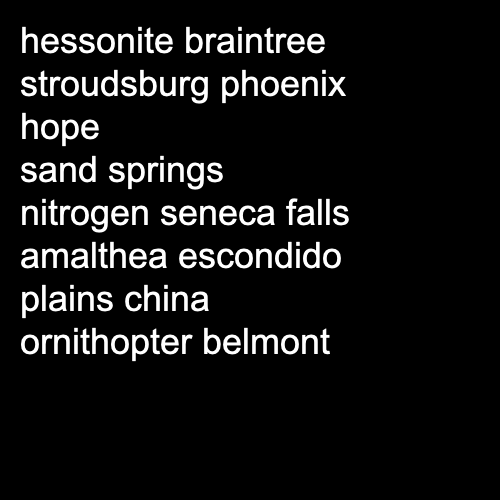 hessonite braintree
stroudsburg phoenix
hope
sand springs
nitrogen seneca falls
amalthea escondido
plains china
ornithopter belmont